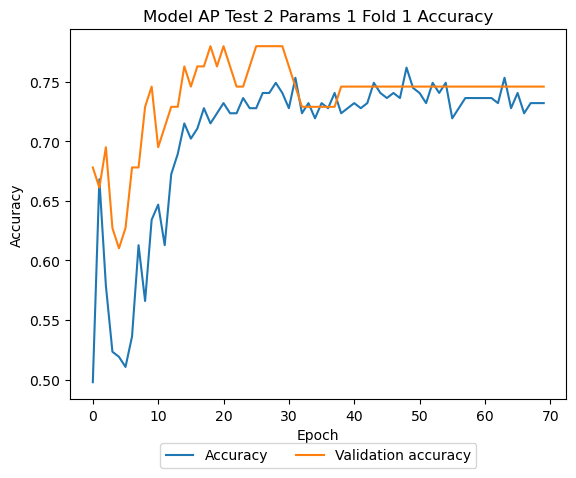 Model AP Test 2 Params 1 Fold 1 Accuracy
Accuracy
0.75
0.70
0.65
0.60
0.55
0.50
0 10 20 30 40 50 60 70
Epoch
Accuracy Validation accuracy